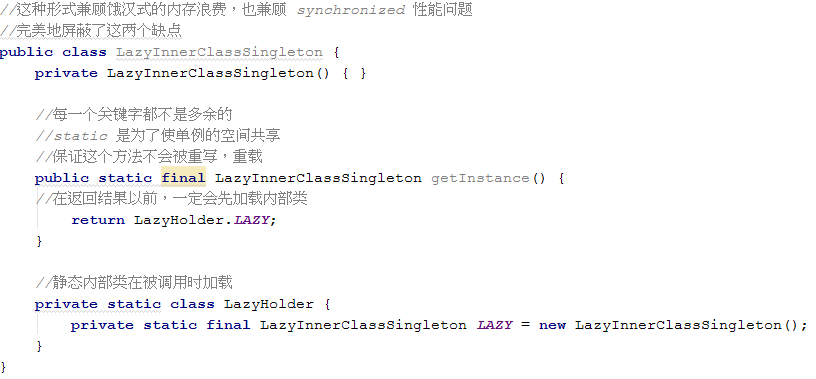 //这种形式兼顾饿汉式的内存浪费，也兼顾 synchronized 性能问题
//完美地屏蔽了这两个缺点
public class LazyInnerClassSingleton {
    private LazyInnerClassSingleton() { }

    //每一个关键字都不是多余的
    //static 是为了使单例的空间共享
    //保证这个方法不会被重写，重载
    public static final LazyInnerClassSingleton getInstance() {
    //在返回结果以前，一定会先加载内部类
        return LazyHolder.LAZY;
    }

    //静态内部类在被调用时加载
    private static class LazyHolder {
        private static final LazyInnerClassSingleton LAZY = new LazyInnerClassSingleton();
    }
}